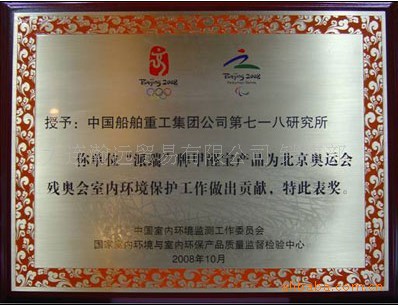 Beijing 2008
Beijing 2008
授予：中国船舶重工集团公司第七一八研究所
你单位“派瑞”牌甲醛宝产品为北京奥运会
残奥会室内环境保护工作做出贡献，特此表奖。
中国室内环境监测工作委员会
国家室内环境与室内环保产品质量监督检验中心
2008年10月